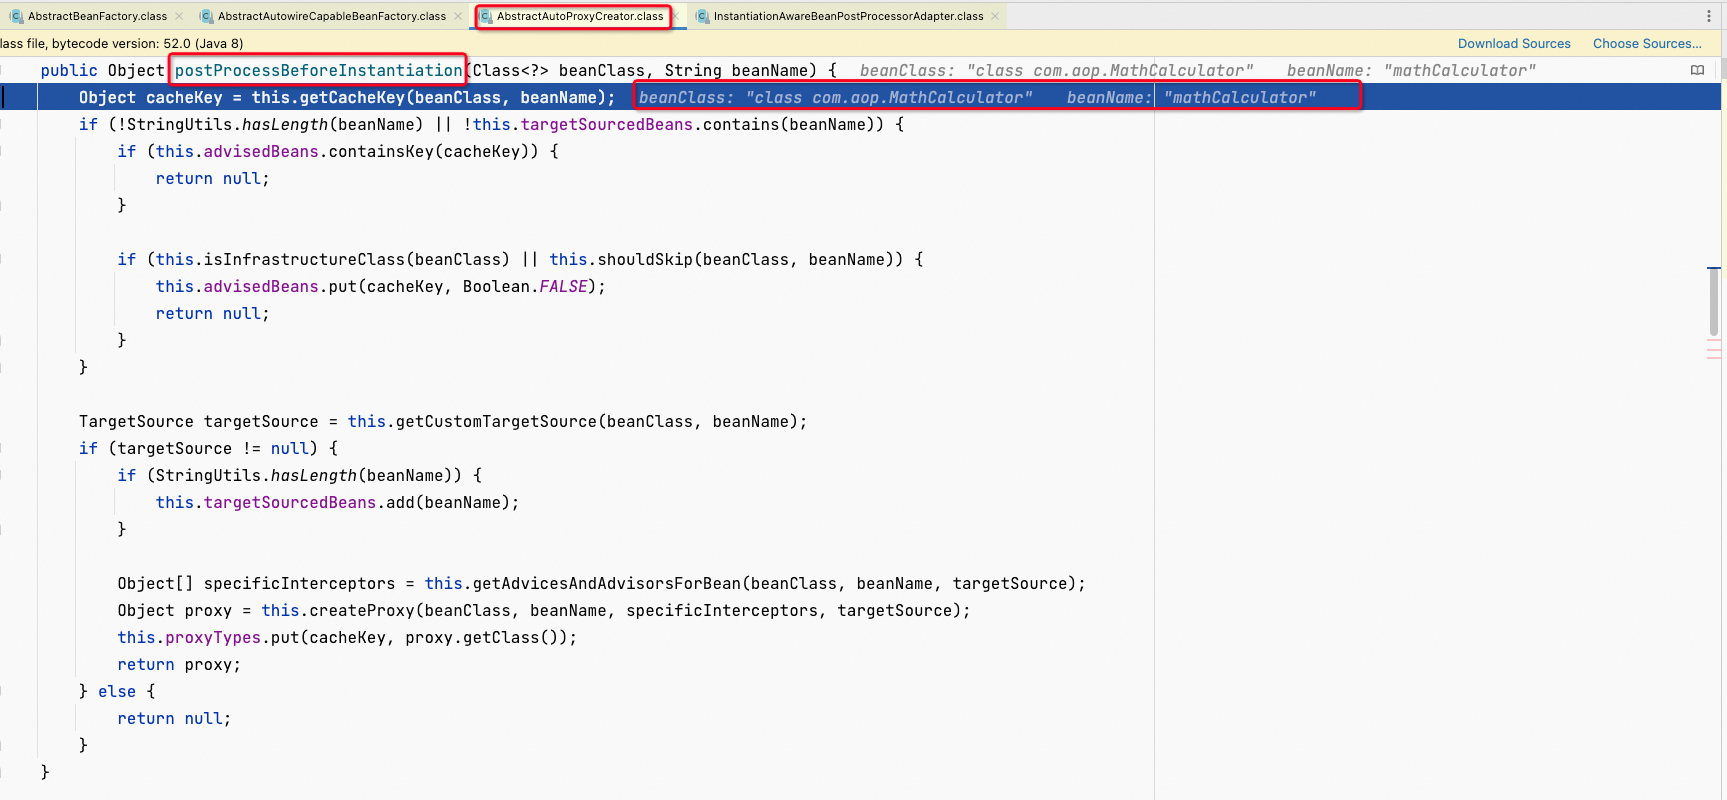 AbstractBeanFactory.class AbstractAutowireCapableBeanFactory.class AbstractAutoProxyCreator.class InstantiationAwareBeanPostProcessorAdapter.class
lass file, bytecode version: 52.0 (Java 8) Download Sources Choose Sources...
public Object postProcessBeforeInstantiation(Class<?> beanClass, String beanName) { beanClass: "class com.aop.MathCalculator" beanName: "mathCalculator"
Object cacheKey = this.getCacheKey(beanClass, beanName); beanClass: "class com.aop.MathCalculator" beanName: "mathCalculator"
if (!StringUtils.hasLength(beanName) || !this.targetSourcedBeans.contains(beanName)) {
if (this.advisedBeans.containsKey(cacheKey)) {
return null;
}
if (this.isInfrastructureClass(beanClass) || this.shouldSkip(beanClass, beanName)) {
this.advisedBeans.put(cacheKey, Boolean.FALSE);
return null;
}
}
TargetSource targetSource = this.getCustomTargetSource(beanClass, beanName);
if (targetSource != null) {
if (StringUtils.hasLength(beanName)) {
this.targetSourcedBeans.add(beanName);
}
Object[] specificInterceptors = this.getAdvicesAndAdvisorsForBean(beanClass, beanName, targetSource);
Object proxy = this.createProxy(beanClass, beanName, specificInterceptors, targetSource);
this.proxyTypes.put(cacheKey, proxy.getClass());
return proxy;
} else {
return null;
}
}